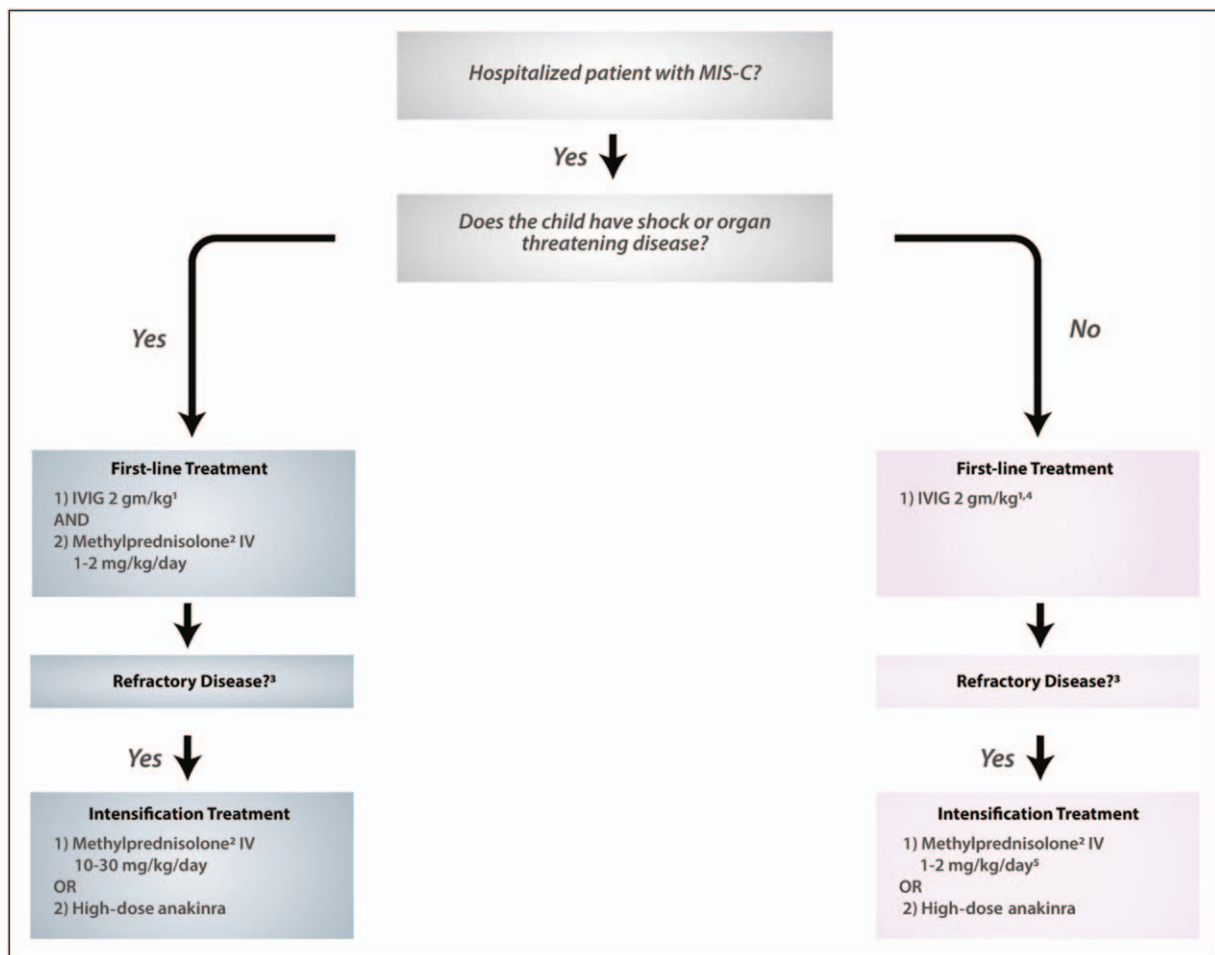 Hospitalized patient with MIS-C?
Yes
Does the child have shock or organ
threatening disease?
Yes
No
First-line Treatment
1) IVIG 2 gm/kg¹
AND
2) Methylprednisolone² IV
1-2 mg/kg/day
First-line Treatment
1) IVIG 2 gm/kg¹,⁴
Refractory Disease?³
Refractory Disease?³
Yes
Yes
Intensification Treatment
1) Methylprednisolone² IV
10-30 mg/kg/day
OR
2) High-dose anakinra
Intensification Treatment
1) Methylprednisolone² IV
1-2 mg/kg/day⁵
OR
2) High-dose anakinra